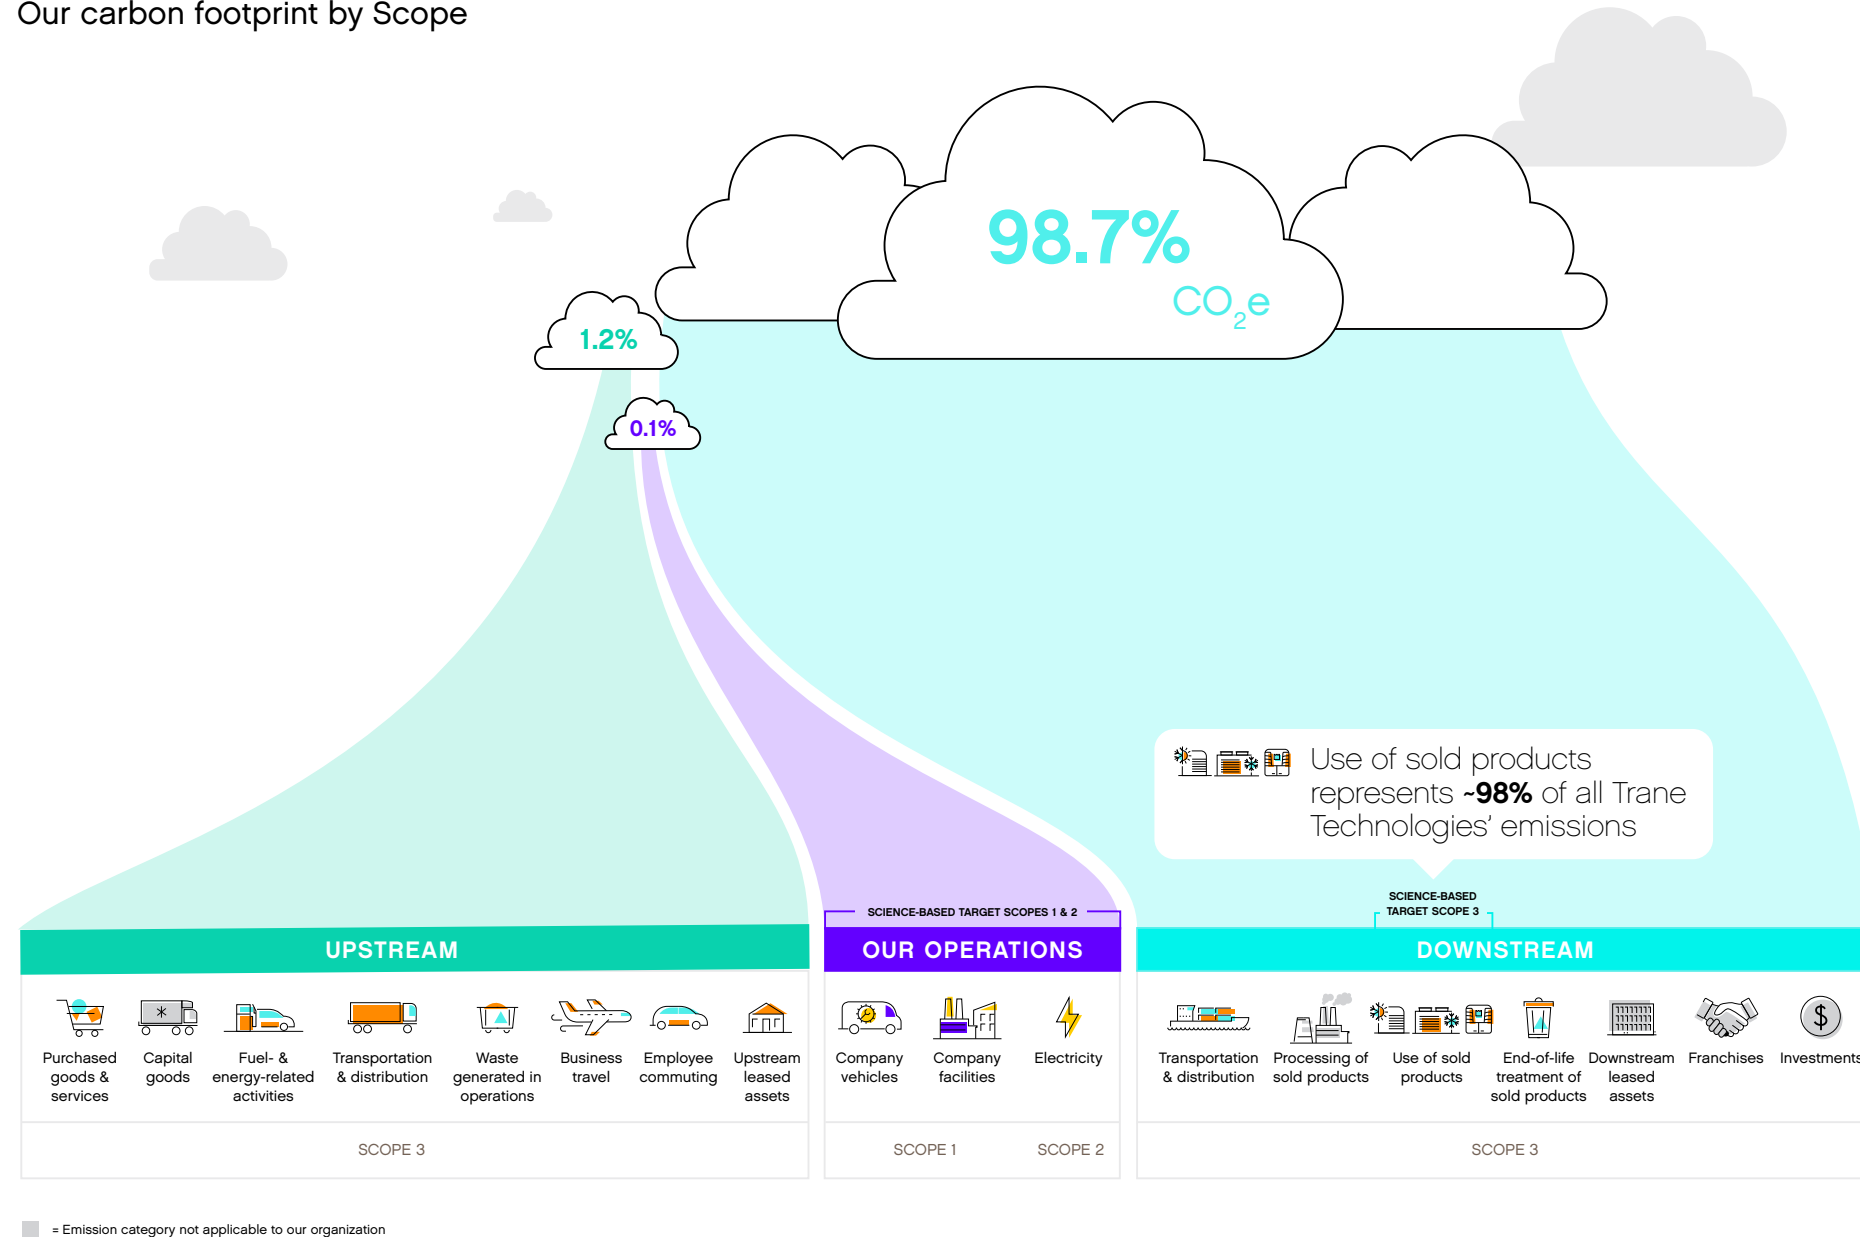 Our carbon footprint by Scope
98.7%
CO₂e
1.2%
0.1%
Use of sold products
represents ~98% of all Trane
Technologies’ emissions
SCIENCE-BASED
TARGET SCOPE 3
SCIENCE-BASED TARGET SCOPES 1 & 2
UPSTREAM
OUR OPERATIONS
DOWNSTREAM
Purchased
goods &
services
Capital
goods
Fuel- &
energy-related
activities
Transportation
& distribution
Waste
generated in
operations
Business
travel
Employee
commuting
Upstream
leased
assets
Company
vehicles
Company
facilities
Electricity
Transportation
& distribution
Processing of
sold products
Use of sold
products
End-of-life
treatment of
sold products
Downstream
leased
assets
Franchises
$
Investments
SCOPE 3
SCOPE 1
SCOPE 2
SCOPE 3
= Emission category not applicable to our organization